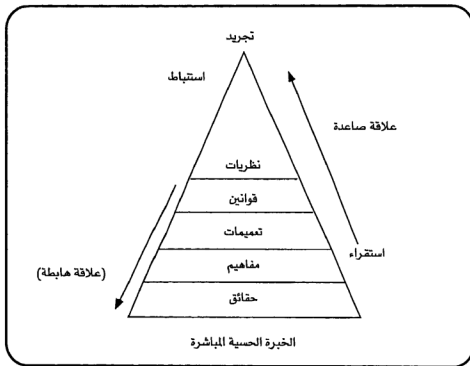 تجريد
استنباط
علاقة صاعدة
نظريات
قوانين
تعميمات
استقراء
مفاهيم
(علاقة هابطة)
حقائق
الخبرة الحسية المباشرة